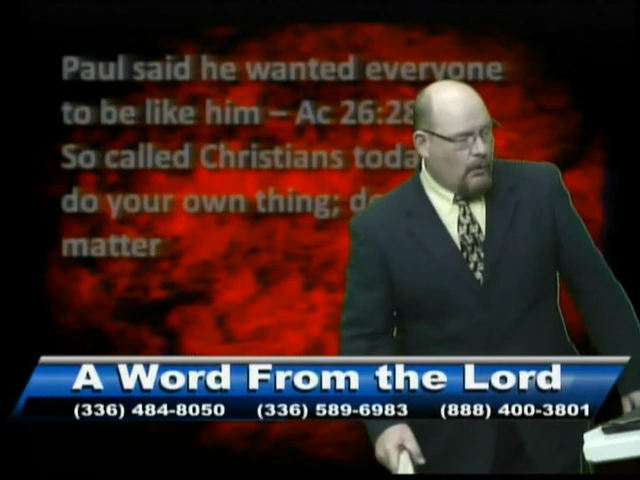 Paul said he wanted everyone
to be like him – Ac 26:28
So called Christians toda
do your own thing; do
matter
A Word From the Lord
(336) 484-8050 (336) 589-6983 (888) 400-3801